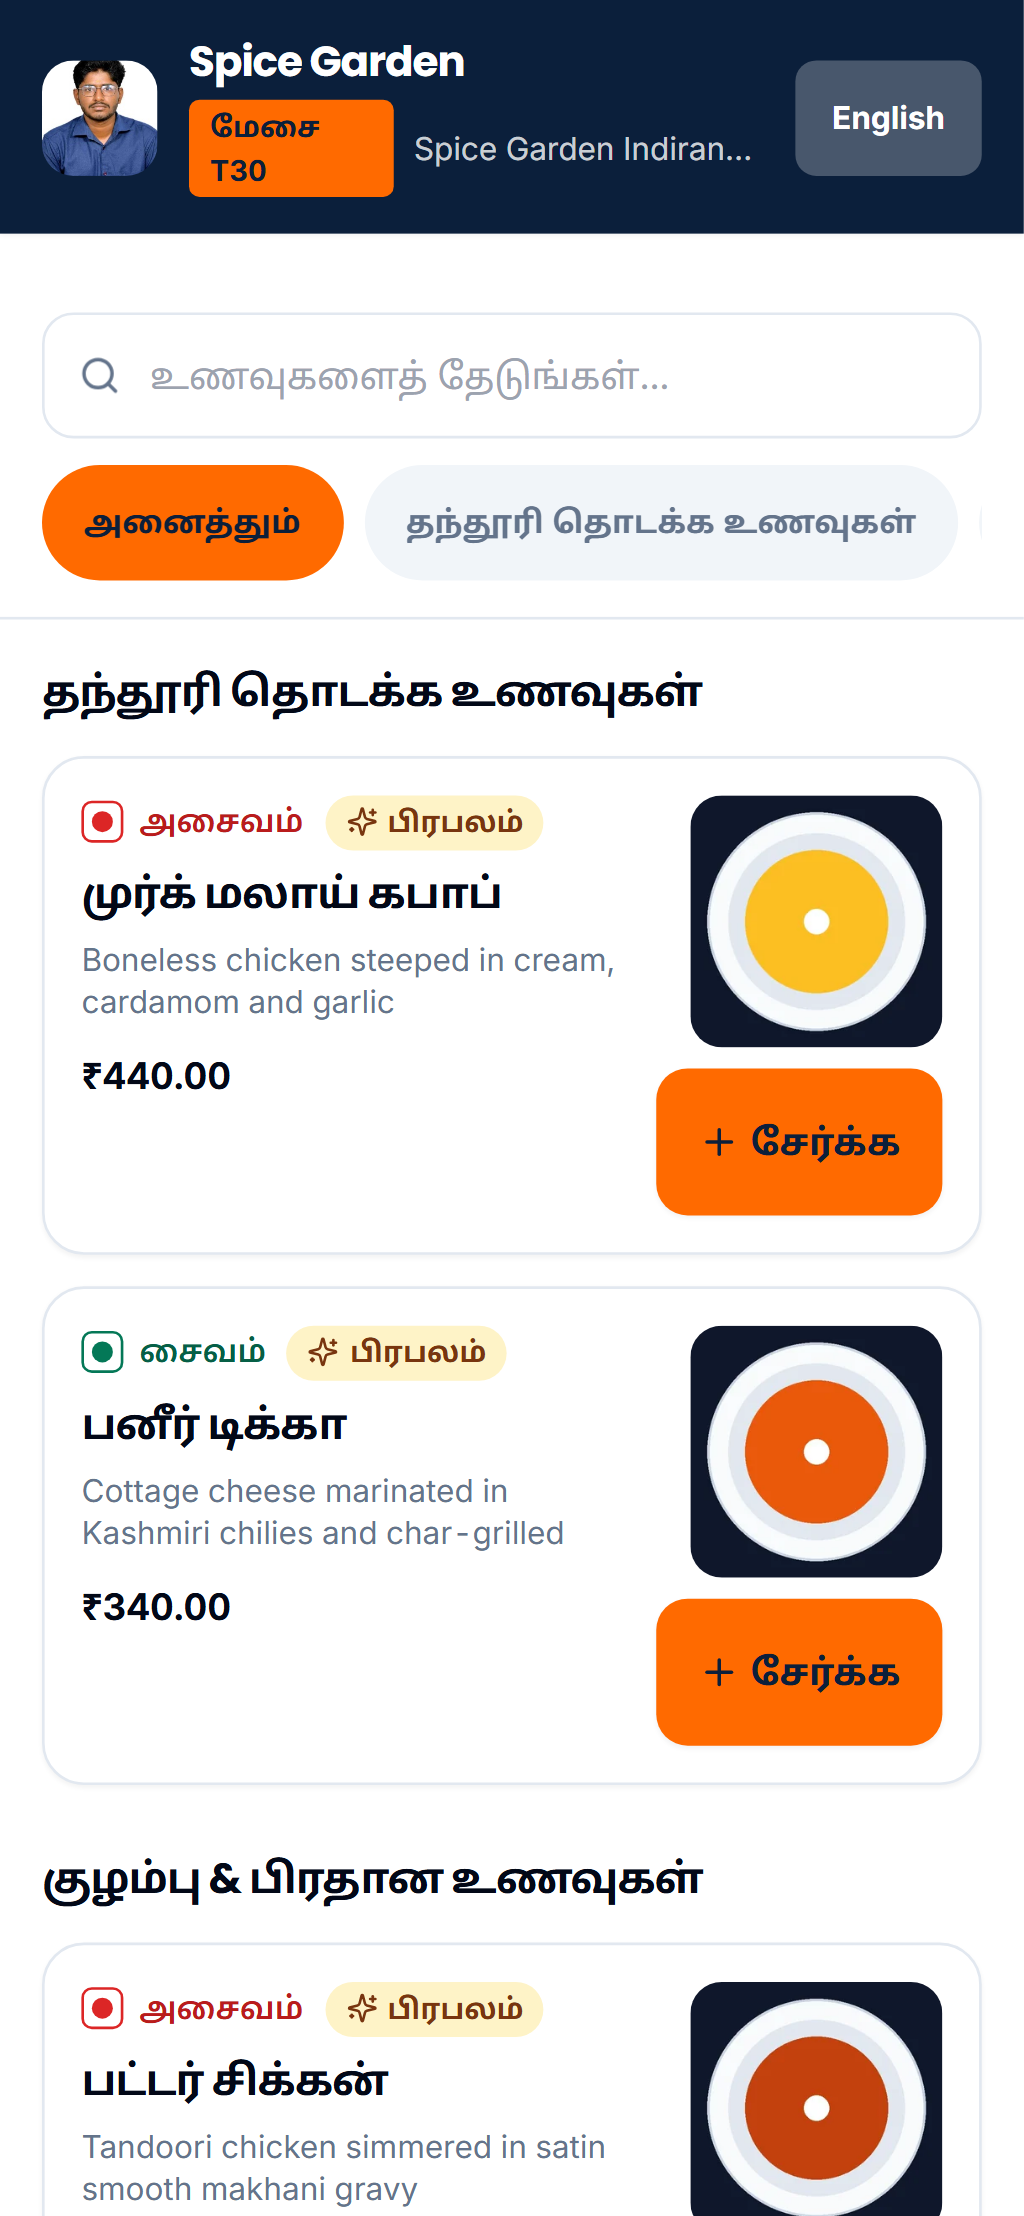 Spice Garden
மேசை
T30
Spice Garden Indiran...
English
உணவுகளைத் தேடுங்கள்...
அனைத்தும்
தந்தூரி தொடக்க உணவுகள்
தந்தூரி தொடக்க உணவுகள்
அசைவம்
பிரபலம்
முர்க் மலாய் கபாப்
Boneless chicken steeped in cream,
cardamom and garlic
₹440.00
+ சேர்க்க
சைவம்
பிரபலம்
பனீர் டிக்கா
Cottage cheese marinated in
Kashmiri chilies and char-grilled
₹340.00
+ சேர்க்க
குழம்பு & பிரதான உணவுகள்
அசைவம்
பிரபலம்
பட்டர் சிக்கன்
Tandoori chicken simmered in satin
smooth makhani gravy